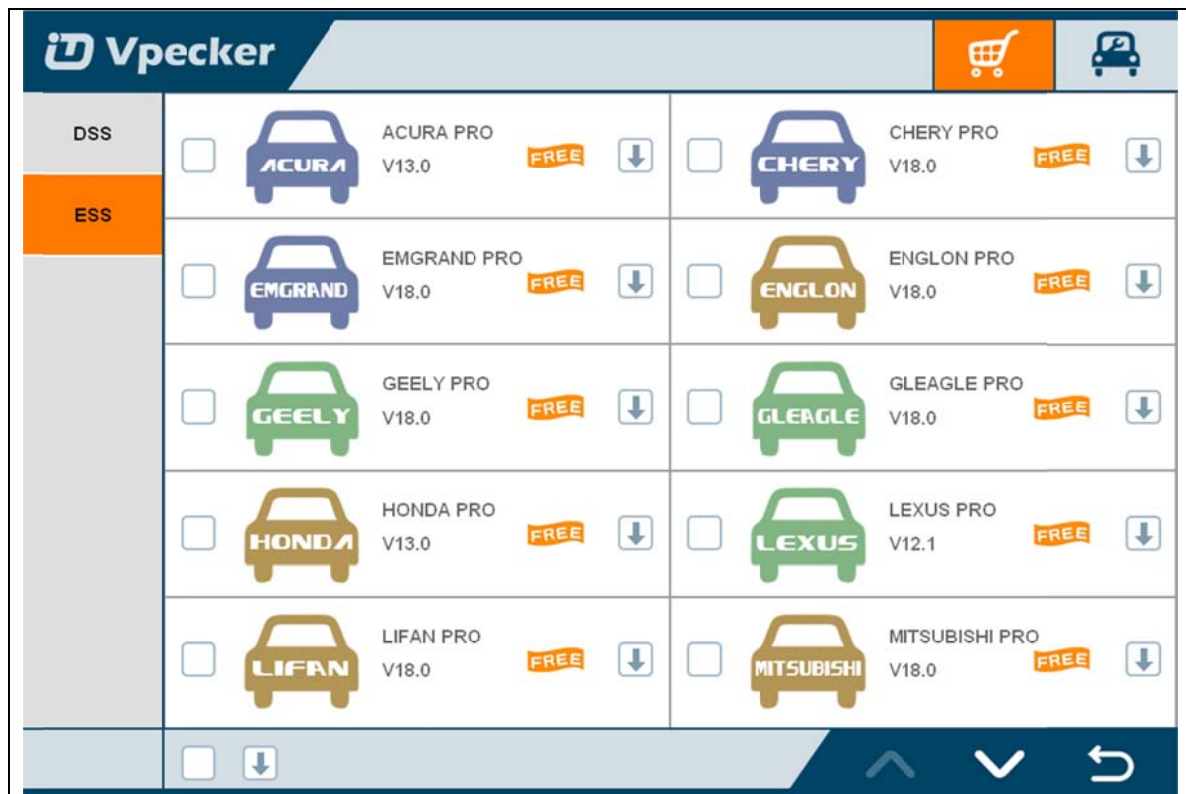 Vpecker
DSS
ESS
ACURA
ACURA PRO
V13.0
FREE
CHERY
CHERY PRO
V18.0
FREE
EMGRAND
EMGRAND PRO
V18.0
FREE
ENGLON
ENGLON PRO
V18.0
FREE
GEELY
GEELY PRO
V18.0
FREE
GLEAGLE
GLEAGLE PRO
V18.0
FREE
HONDA
HONDA PRO
V13.0
FREE
LEXUS
LEXUS PRO
V12.1
FREE
LIFAN
LIFAN PRO
V18.0
FREE
MITSUBISHI
MITSUBISHI PRO
V18.0
FREE